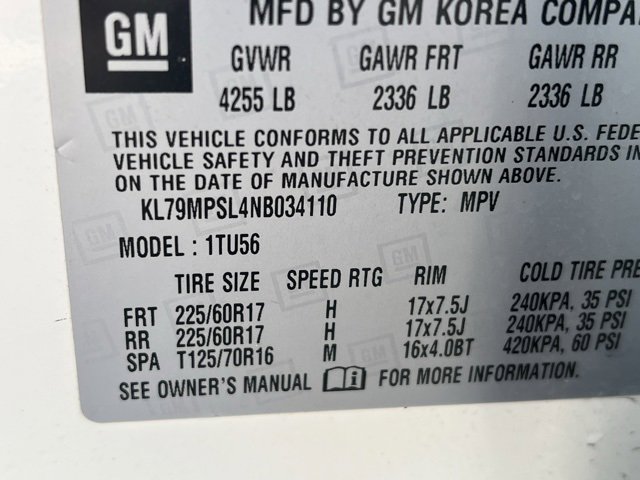 GM MFD BY GM KOREA COMPA
GVWR GAWR FRT GAWR RR
4255 LB 2336 LB 2336 LB
THIS VEHICLE CONFORMS TO ALL APPLICABLE U.S. FEDE
VEHICLE SAFETY AND THEFT PREVENTION STANDARDS IN
ON THE DATE OF MANUFACTURE SHOWN ABOVE.
KL79MPSL4NB034110 TYPE: MPV
MODEL : 1TU56
TIRE SIZE SPEED RTG RIM COLD TIRE PRE
FRT 225/60R17 H 17x7.5J 240KPA, 35 PSI
RR 225/60R17 H 17x7.5J 240KPA, 35 PSI
SPA T125/70R16 M 16x4.0BT 420KPA, 60 PSI
SEE OWNER'S MANUAL FOR MORE INFORMATION.